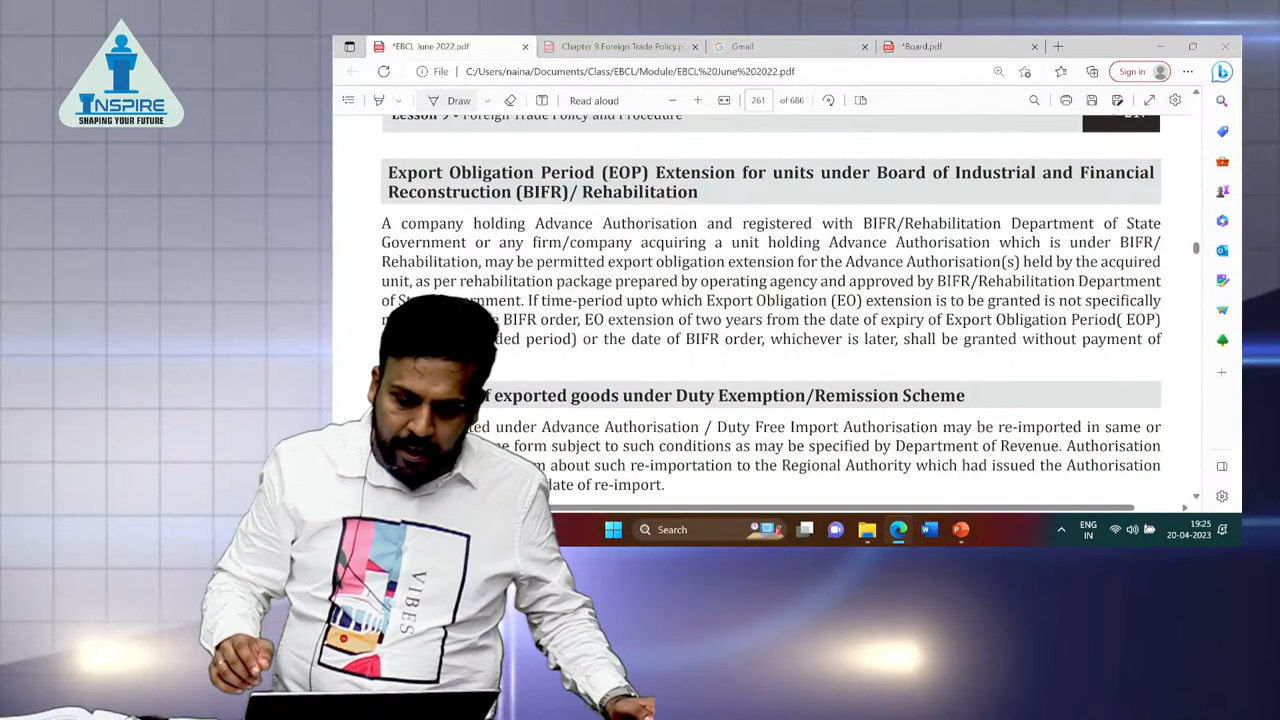 INSPIRE
SHAPING YOUR FUTURE
*EBCL June 2022.pdf
Chapter 9 Foreign Trade Policy.p
Gmail
*Board.pdf
File
C:/Users/naina/Documents/Class/EBCL/Module/EBCL%20June%202022.pdf
Sign in
Draw
Read aloud
261
of 686
Lesson 9 - Foreign Trade Policy and Procedure
217
Export Obligation Period (EOP) Extension for units under Board of Industrial and Financial
Reconstruction (BIFR)/ Rehabilitation
A company holding Advance Authorisation and registered with BIFR/Rehabilitation Department of State
Government or any firm/company acquiring a unit holding Advance Authorisation which is under BIFR/
Rehabilitation, may be permitted export obligation extension for the Advance Authorisation(s) held by the acquired
unit, as per rehabilitation package prepared by operating agency and approved by BIFR/Rehabilitation Department
of If time-period upto which Export Obligation (EO) extension is to be granted is not specifically
BIFR order, EO extension of two years from the date of expiry of Export Obligation Period( EOP)
period) or the date of BIFR order, whichever is later, shall be granted without payment of
of exported goods under Duty Exemption/Remission Scheme
under Advance Authorisation / Duty Free Import Authorisation may be re-imported in same or
form subject to such conditions as may be specified by Department of Revenue. Authorisation
about such re-importation to the Regional Authority which had issued the Authorisation
date of re-import.
Search
ENG
IN
19:25
20-04-2023
VIBES